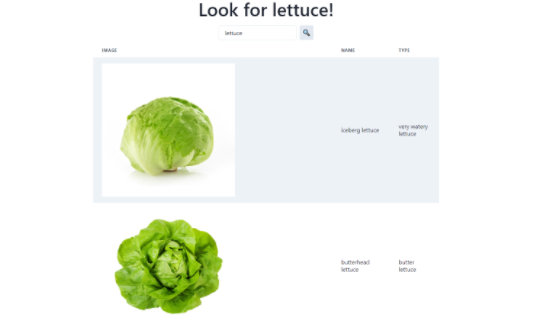 Look for lettuce!
lettuce
IMAGE NAME TYPE
iceberg lettuce
very watery
lettuce
butterhead
lettuce
butter
lettuce